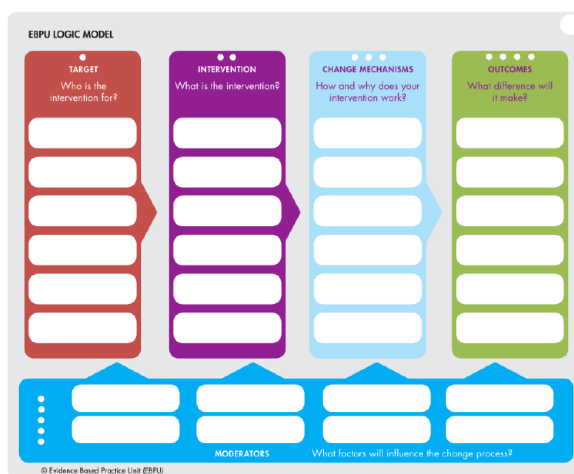 EBPU LOGIC MODEL
TARGET
Who is the
intervention for?
INTERVENTION
What is the intervention?
CHANGE MECHANISMS
How and why does your
intervention work?
OUTCOMES
What difference will
it make?
MODERATORS
What factors will influence the change process?
© Evidence Based Practice Unit (EBPU)